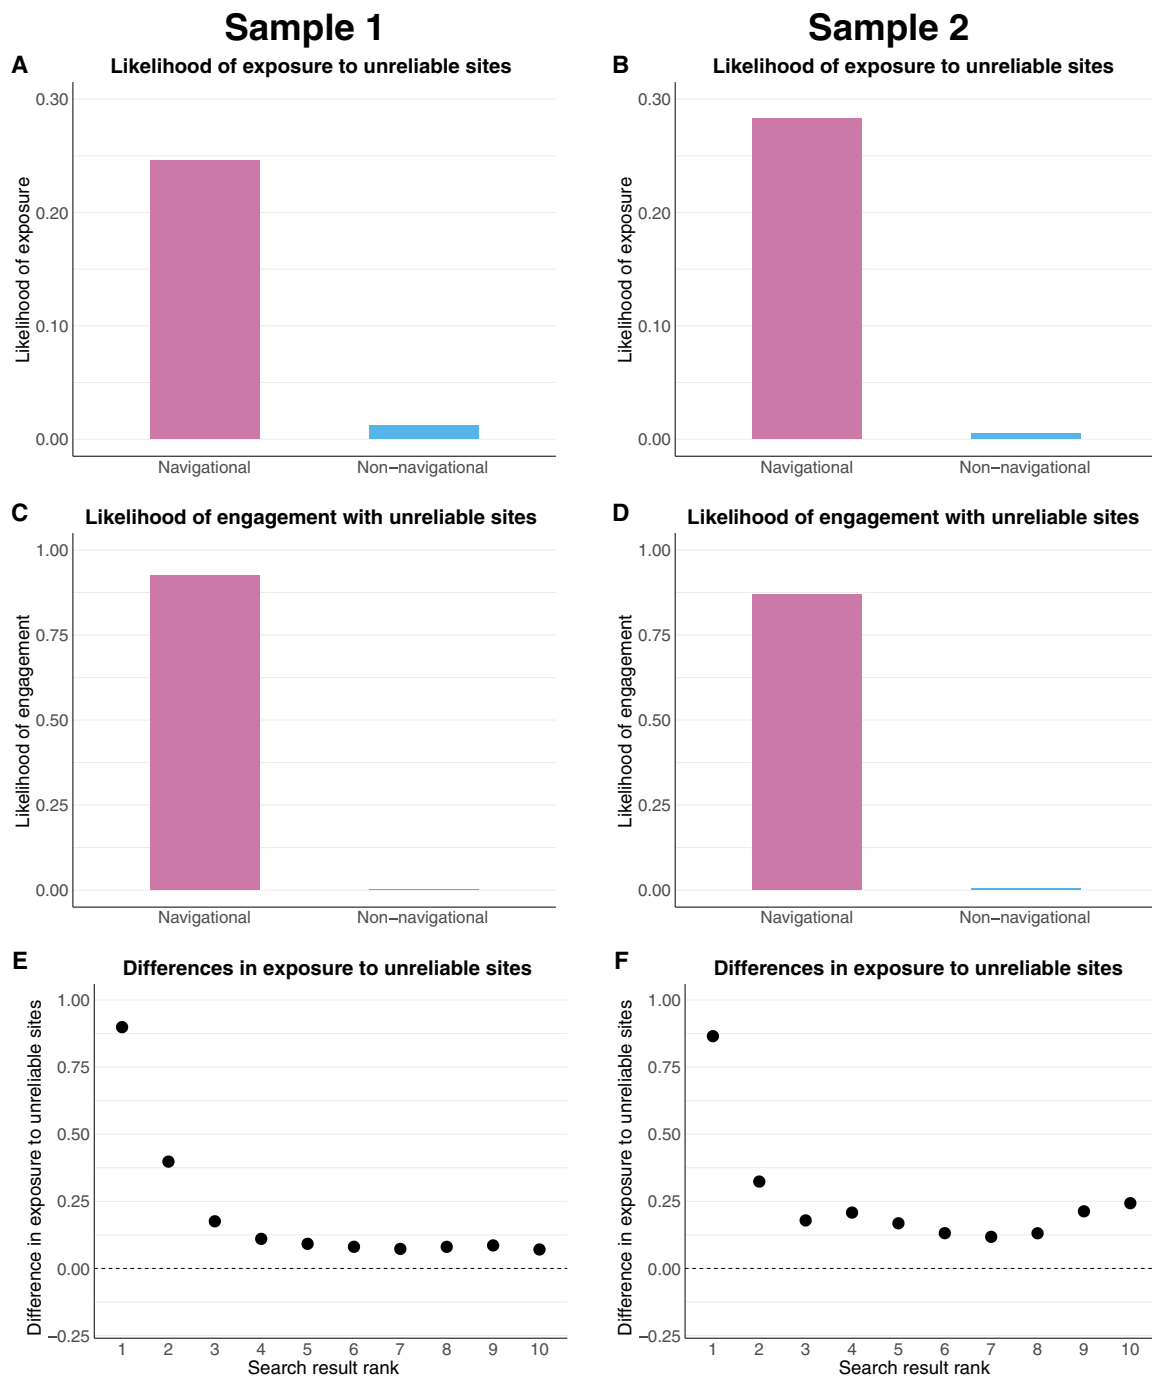 Sample 1
Sample 2
A
Likelihood of exposure to unreliable sites
Likelihood of exposure
0.30
0.20
0.10
0.00
Navigational
Non−navigational
B
Likelihood of exposure to unreliable sites
Likelihood of exposure
0.30
0.20
0.10
0.00
Navigational
Non−navigational
C
Likelihood of engagement with unreliable sites
Likelihood of engagement
1.00
0.75
0.50
0.25
0.00
Navigational
Non−navigational
D
Likelihood of engagement with unreliable sites
Likelihood of engagement
1.00
0.75
0.50
0.25
0.00
Navigational
Non−navigational
E
Differences in exposure to unreliable sites
Difference in exposure to unreliable sites
1.00
0.75
0.50
0.25
0.00
−0.25
1 2 3 4 5 6 7 8 9 10
Search result rank
F
Differences in exposure to unreliable sites
Difference in exposure to unreliable sites
1.00
0.75
0.50
0.25
0.00
−0.25
1 2 3 4 5 6 7 8 9 10
Search result rank